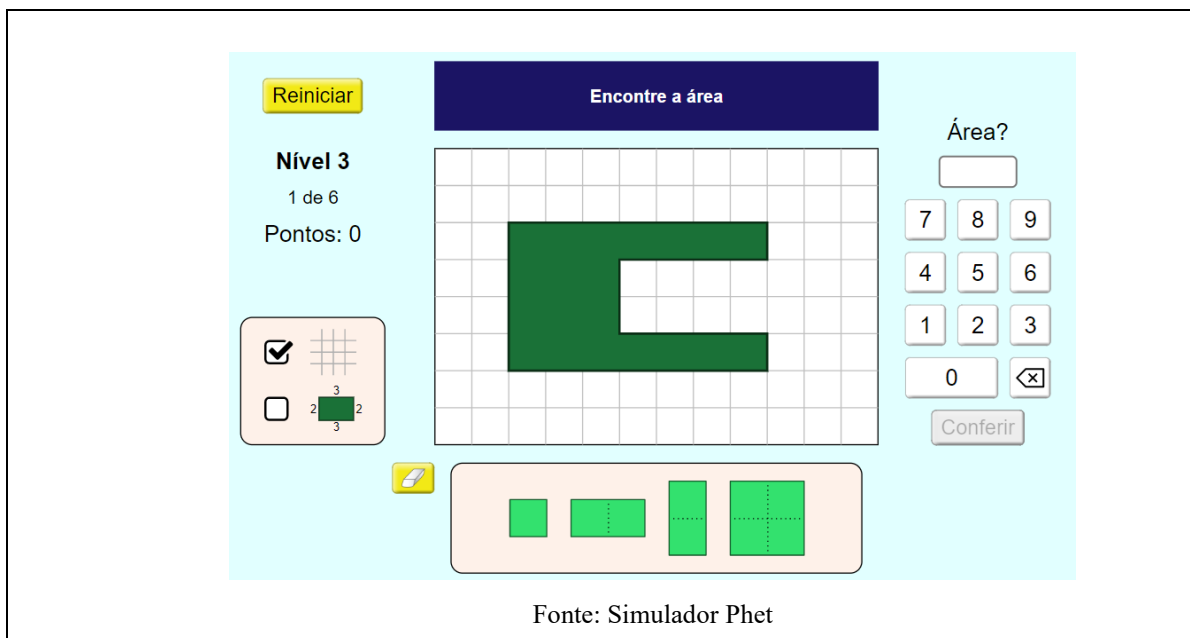 Reiniciar
Encontre a área
Área?
Nível 3
1 de 6
Pontos: 0
7 8 9
4 5 6
1 2 3
0
3
2 2
3
Conferir
Fonte: Simulador Phet